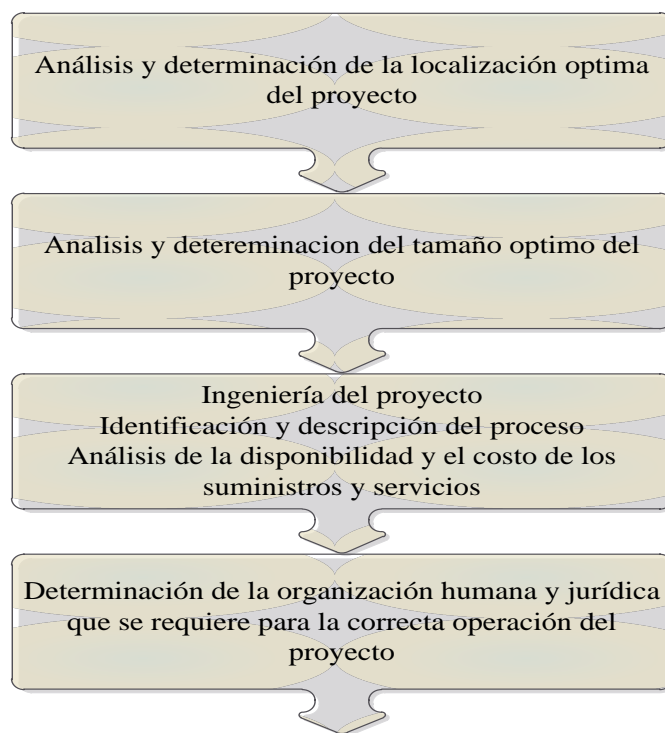 Análisis y determinación de la localización optima
del proyecto
Analisis y detereminacion del tamaño optimo del
proyecto
Ingeniería del proyecto
Identificación y descripción del proceso
Análisis de la disponibilidad y el costo de los
suministros y servicios
Determinación de la organización humana y jurídica
que se requiere para la correcta operación del
proyecto